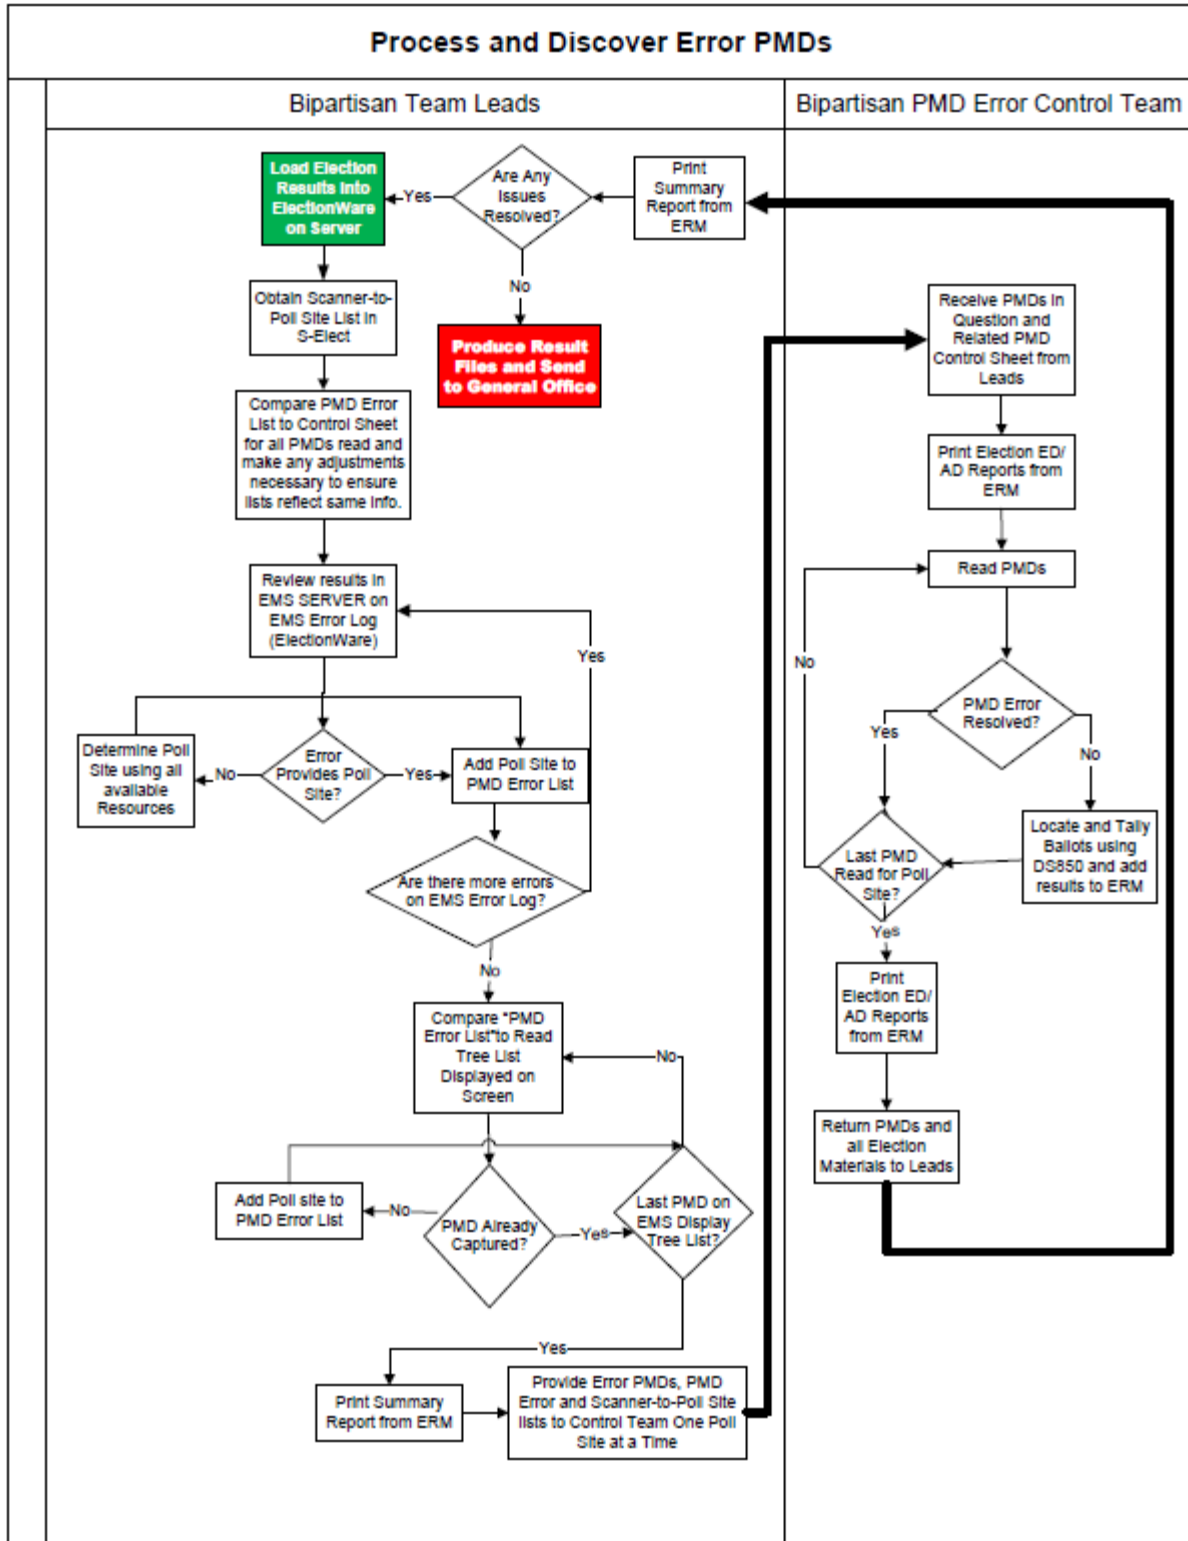 Process and Discover Error PMDs
Bipartisan Team Leads
Bipartisan PMD Error Control Team
Load Election
Results Into
ElectionWare
on Server
Yes
Are Any
Issues
Resolved?
Print
Summary
Report from
ERM
No
Produce Result
Files and Send
to General Office
Obtain Scanner-to-
Poll Site List in
S-Elect
Compare PMD Error
List to Control Sheet
for all PMDs read and
make any adjustments
necessary to ensure
lists reflect same info.
Review results in
EMS SERVER on
EMS Error Log
(ElectionWare)
Yes
Determine Poll
Site using all
available
Resources
No
Error
Provides Poll
Site?
Yes
Add Poll Site to
PMD Error List
Are there more errors
on EMS Error Log?
No
Compare "PMD
Error List"to Read
Tree List
Displayed on
Screen
No
Add Poll site to
PMD Error List
No
PMD Already
Captured?
Yes
Last PMD on
EMS Display
Tree List?
Yes
Print Summary
Report from ERM
Provide Error PMDs, PMD
Error and Scanner-to-Poll Site
lists to Control Team One Poll
Site at a Time
Receive PMDs in
Question and
Related PMD
Control Sheet from
Leads
Print Election ED/
AD Reports from
ERM
Read PMDs
No
PMD Error
Resolved?
Yes
No
Last PMD
Read for Poll
Site?
Locate and Tally
Ballots using
DS850 and add
results to ERM
Yes
Print
Election ED/
AD Reports
from ERM
Return PMDs and
all Election
Materials to Leads